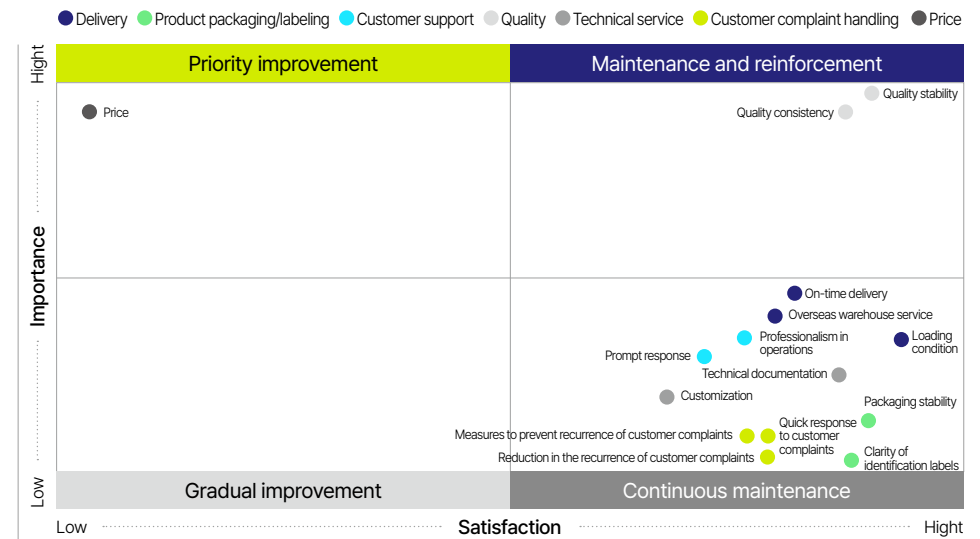 Delivery
Product packaging/labeling
Customer support
Quality
Technical service
Customer complaint handling
Price
Hight
Priority improvement
Maintenance and reinforcement
Quality stability
Price
Quality consistency
Importance
On-time delivery
Overseas warehouse service
Professionalism in
operations
Loading
condition
Prompt response
Technical documentation
Customization
Packaging stability
Quick response
to customer
complaints
Measures to prevent recurrence of customer complaints
Reduction in the recurrence of customer complaints
Clarity of
identification labels
Low
Gradual improvement
Continuous maintenance
Low
Satisfaction
Hight